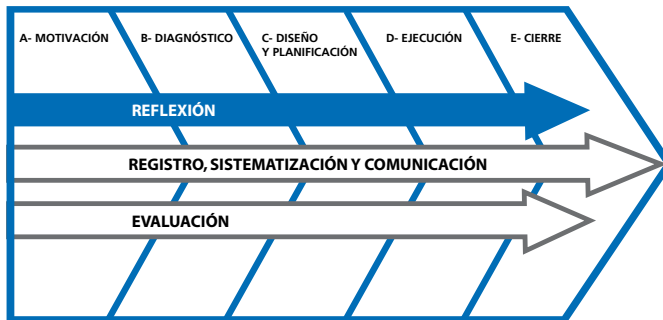 A- MOTIVACIÓN
B- DIAGNÓSTICO
C- DISEÑO
Y PLANIFICACIÓN
D- EJECUCIÓN
E- CIERRE
REFLEXIÓN
REGISTRO, SISTEMATIZACIÓN Y COMUNICACIÓN
EVALUACIÓN